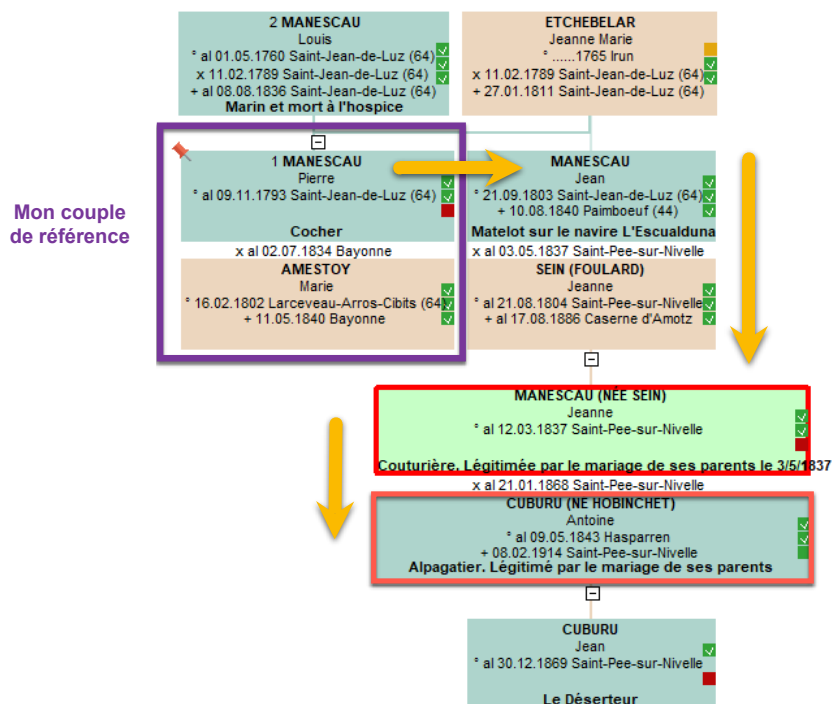 2 MANESCAU
Louis
° al 01.05.1760 Saint-Jean-de-Luz (64)
x 11.02.1789 Saint-Jean-de-Luz (64)
+ al 08.08.1836 Saint-Jean-de-Luz (64)
Marin et mort à l'hospice
ETCHEBELAR
Jeanne Marie
° ......1765 Irun
x 11.02.1789 Saint-Jean-de-Luz (64)
+ 27.01.1811 Saint-Jean-de-Luz (64)
Mon couple
de référence
1 MANESCAU
Pierre
° al 09.11.1793 Saint-Jean-de-Luz (64)
Cocher
x al 02.07.1834 Bayonne
AMESTOY
Marie
° 16.02.1802 Larceveau-Arros-Cibits (64)
+ 11.05.1840 Bayonne
MANESCAU
Jean
° 21.09.1803 Saint-Jean-de-Luz (64)
+ 10.08.1840 Paimboeuf (44)
Matelot sur le navire L'Escualduna
x al 03.05.1837 Saint-Pee-sur-Nivelle
SEIN (FOULARD)
Jeanne
° al 21.08.1804 Saint-Pee-sur-Nivelle
+ al 17.08.1886 Caserne d'Amotz
MANESCAU (NÉE SEIN)
Jeanne
° al 12.03.1837 Saint-Pee-sur-Nivelle
Couturière. Légitimée par le mariage de ses parents le 3/5/1837
x al 21.01.1868 Saint-Pee-sur-Nivelle
CUBURU (NE HOBINCHET)
Antoine
° al 09.05.1843 Hasparren
+ 08.02.1914 Saint-Pee-sur-Nivelle
Alpagatier. Légitimé par le mariage de ses parents
CUBURU
Jean
° al 30.12.1869 Saint-Pee-sur-Nivelle
Le Déserteur